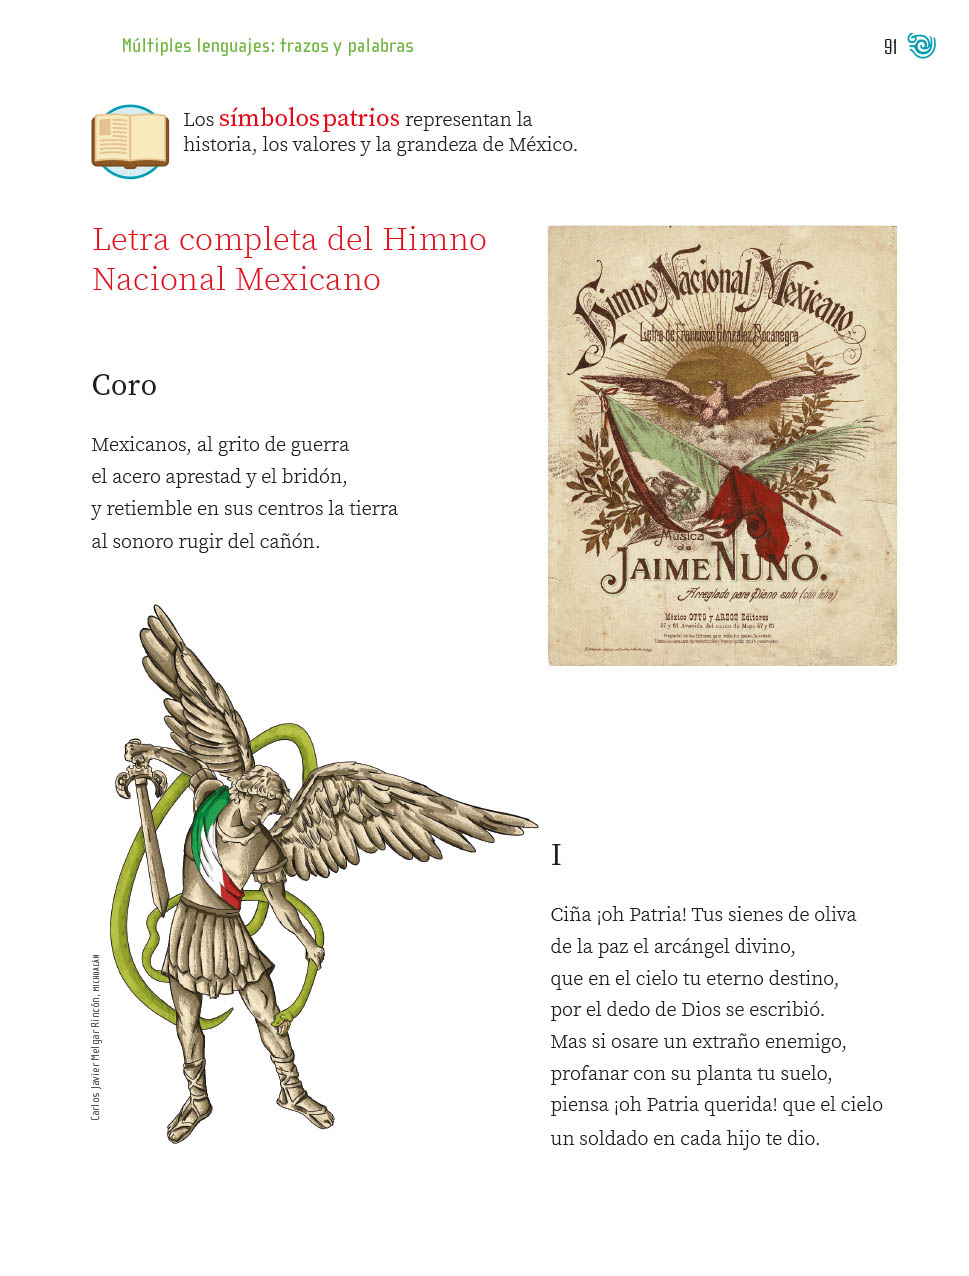 Múltiples lenguajes: trazos y palabras
91
Los símbolos patrios representan la
historia, los valores y la grandeza de México.
Letra completa del Himno
Nacional Mexicano
Himno Nacional Mexicano
Letra de Francisco González Bocanegra
Música
de
JAIME NUNÓ.
Arreglado para Piano solo (con letra)
México OTTO y ARZOZ Editores
Coro
Mexicanos, al grito de guerra
el acero aprestad y el bridón,
y retiemble en sus centros la tierra
al sonoro rugir del cañón.
Carlos Javier Melgar Rincón, MICHOACÁN
I
Ciña ¡oh Patria! Tus sienes de oliva
de la paz el arcángel divino,
que en el cielo tu eterno destino,
por el dedo de Dios se escribió.
Mas si osare un extraño enemigo,
profanar con su planta tu suelo,
piensa ¡oh Patria querida! que el cielo
un soldado en cada hijo te dio.